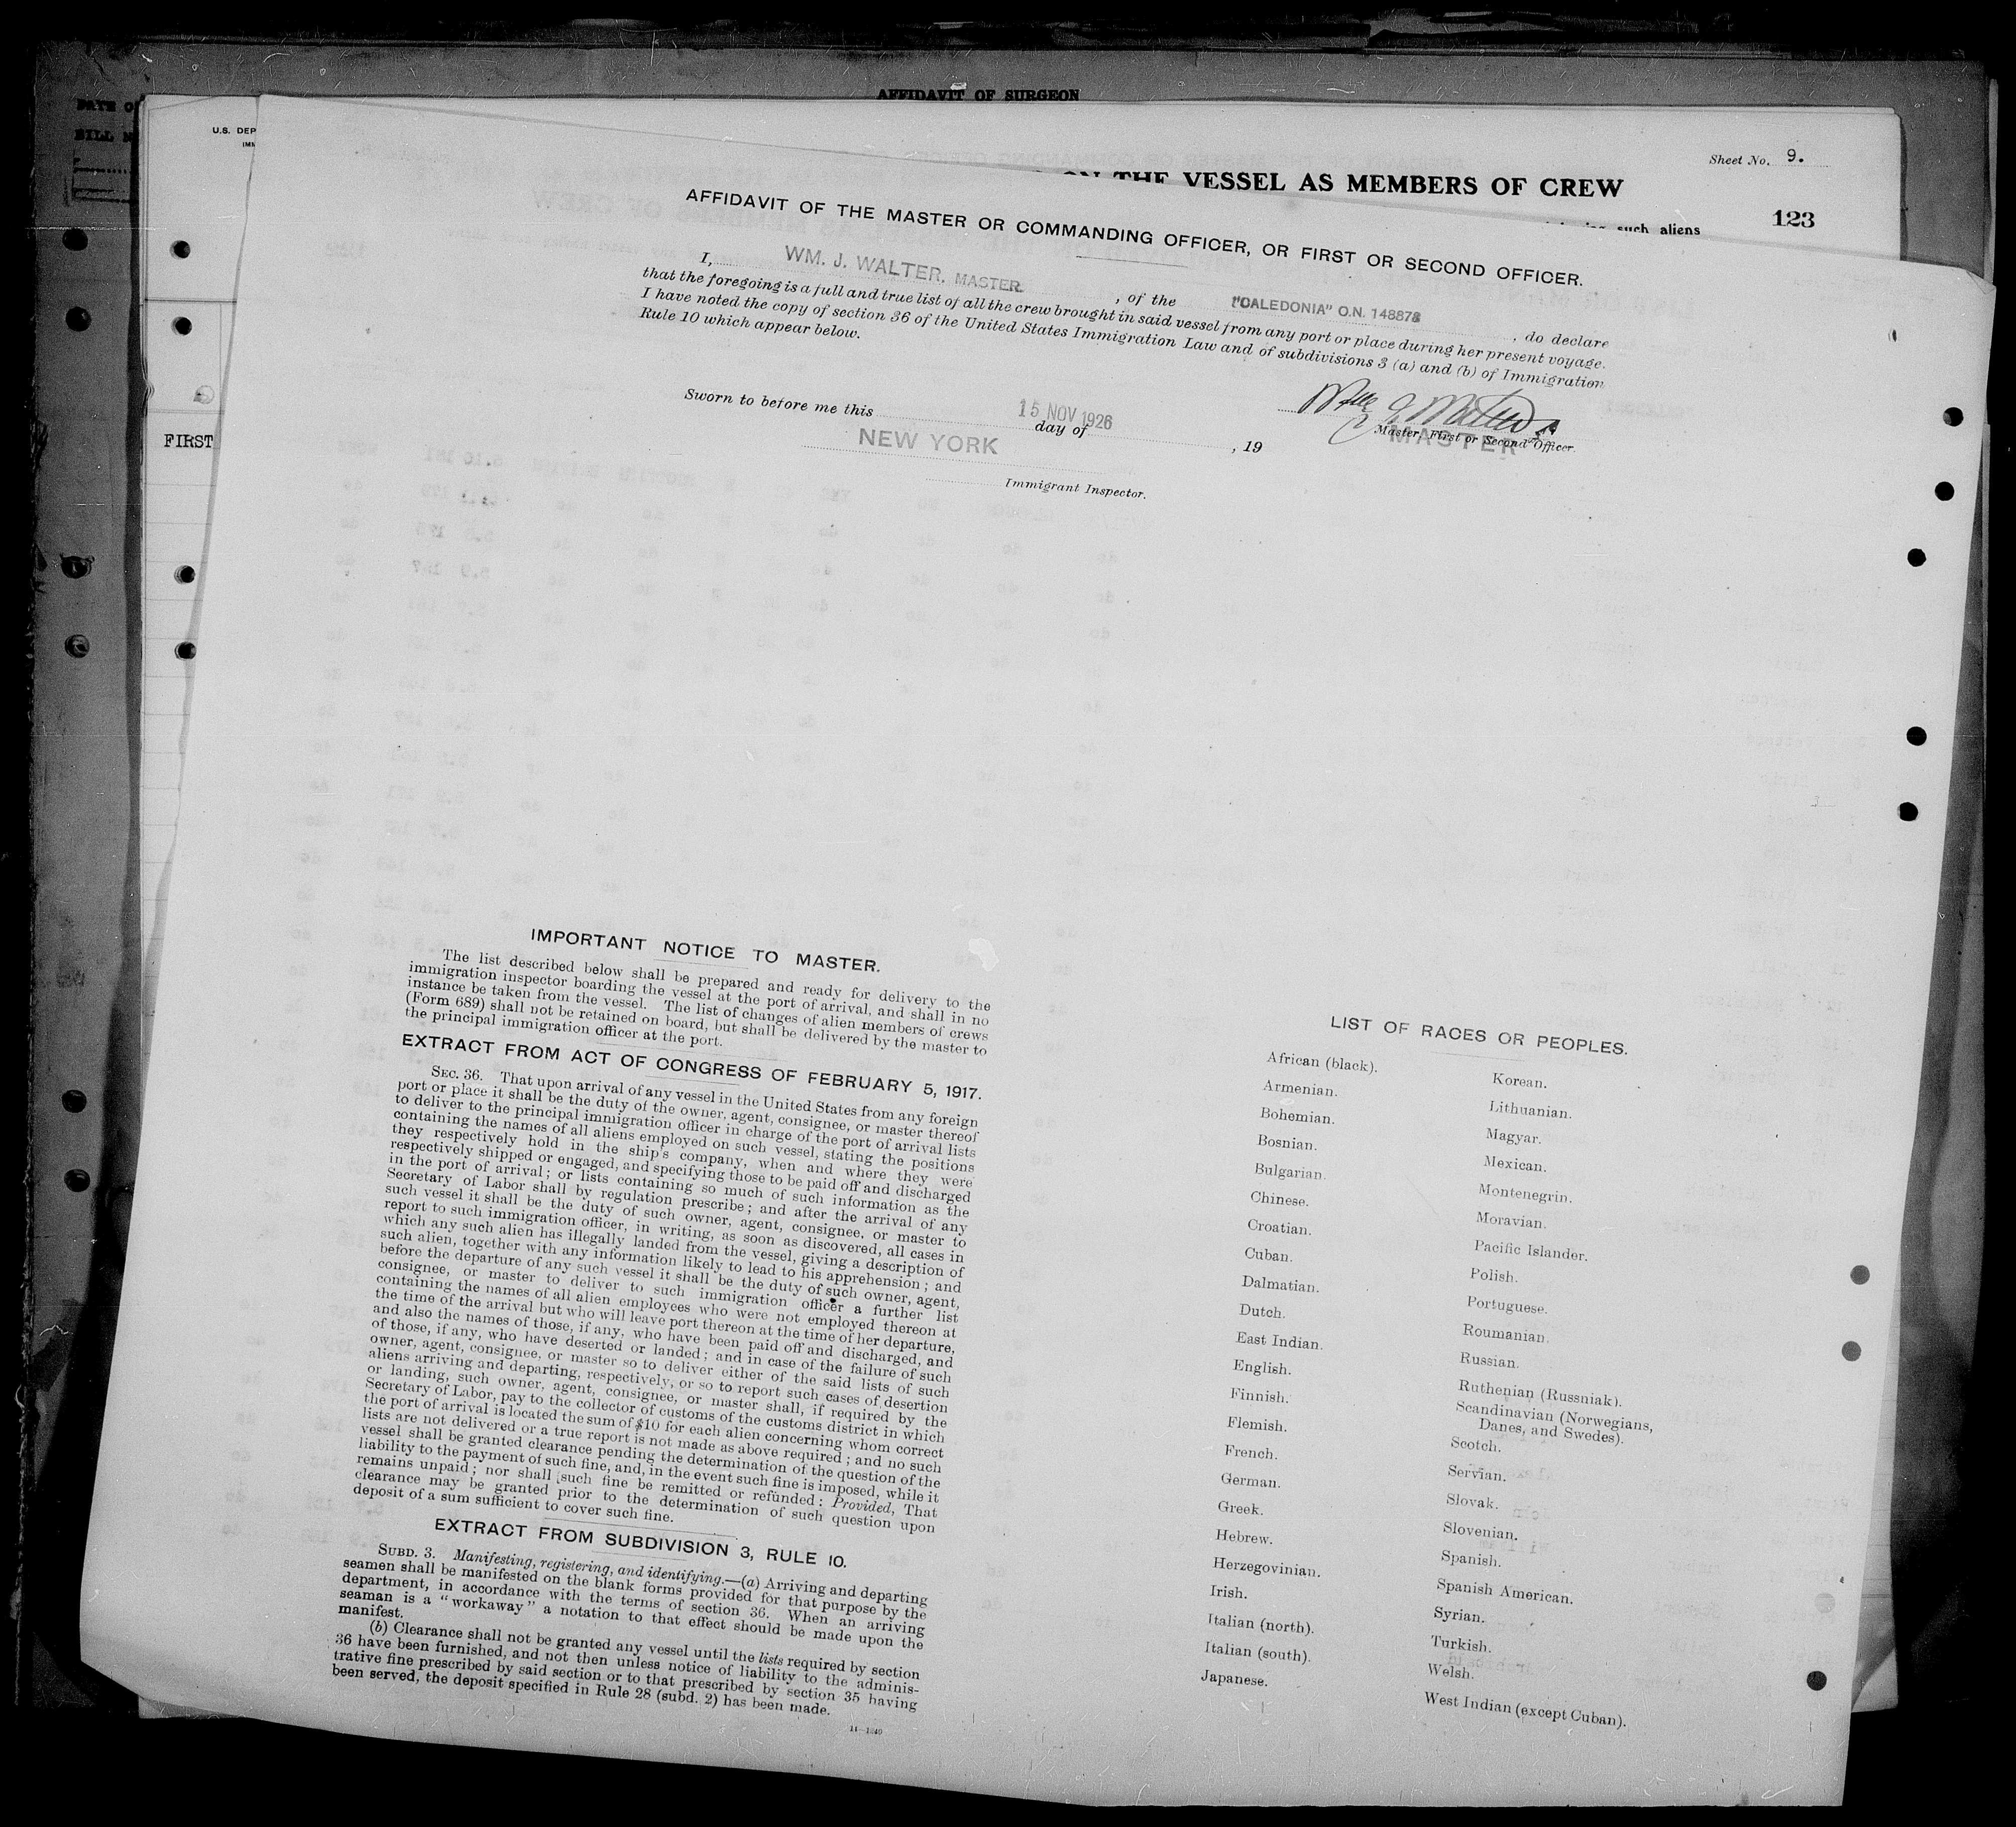 AFFIDAVIT OF SURGEON
U.S. DEP
Sheet No. 9.
THE VESSEL AS MEMBERS OF CREW
such aliens
123
FIRST
AFFIDAVIT OF THE MASTER OR COMMANDING OFFICER, OR FIRST OR SECOND OFFICER.
I, WM. J. WALTER, MASTER , of the "CALEDONIA" O.N. 148878 , do declare
that the foregoing is a full and true list of all the crew brought in said vessel from any port or place during her present voyage.
I have noted the copy of section 36 of the United States Immigration Law and of subdivisions 3 (a) and (b) of Immigration
Rule 10 which appear below.
Sworn to before me this 15 NOV 1926
day of , 19
NEW YORK
Master, First or Second Officer.
MASTER
Immigrant Inspector.
IMPORTANT NOTICE TO MASTER.
The list described below shall be prepared and ready for delivery to the
immigration inspector boarding the vessel at the port of arrival, and shall in no
instance be taken from the vessel. The list of changes of alien members of crews
(Form 689) shall not be retained on board, but shall be delivered by the master to
the principal immigration officer at the port.
EXTRACT FROM ACT OF CONGRESS OF FEBRUARY 5, 1917.
SEC. 36. That upon arrival of any vessel in the United States from any foreign
port or place it shall be the duty of the owner, agent, consignee, or master thereof
to deliver to the principal immigration officer in charge of the port of arrival lists
containing the names of all aliens employed on such vessel, stating the positions
they respectively hold in the ship's company, when and where they were
respectively shipped or engaged, and specifying those to be paid off and discharged
in the port of arrival; or lists containing so much of such information as the
Secretary of Labor shall by regulation prescribe; and after the arrival of any
such vessel it shall be the duty of such owner, agent, consignee, or master to
report to such immigration officer, in writing, as soon as discovered, all cases in
which any such alien has illegally landed from the vessel, giving a description of
such alien, together with any information likely to lead to his apprehension; and
before the departure of any such vessel it shall be the duty of such owner, agent,
consignee, or master to deliver to such immigration officer a further list
containing the names of all alien employees who were not employed thereon at
the time of the arrival but who will leave port thereon at the time of her departure,
and also the names of those, if any, who have been paid off and discharged, and
of those, if any, who have deserted or landed; and in case of the failure of such
owner, agent, consignee, or master so to deliver either of the said lists of such
aliens arriving and departing, respectively, or so to report such cases of desertion
or landing, such owner, agent, consignee, or master shall, if required by the
Secretary of Labor, pay to the collector of customs of the customs district in which
the port of arrival is located the sum of $10 for each alien concerning whom correct
lists are not delivered or a true report is not made as above required; and no such
vessel shall be granted clearance pending the determination of the question of the
liability to the payment of such fine, and, in the event such fine is imposed, while it
remains unpaid; nor shall such fine be remitted or refunded: Provided, That
clearance may be granted prior to the determination of such question upon
deposit of a sum sufficient to cover such fine.
EXTRACT FROM SUBDIVISION 3, RULE 10.
SUBD. 3. Manifesting, registering, and identifying.—(a) Arriving and departing
seamen shall be manifested on the blank forms provided for that purpose by the
department, in accordance with the terms of section 36. When an arriving
seaman is a "workaway" a notation to that effect should be made upon the
manifest.
(b) Clearance shall not be granted any vessel until the lists required by section
36 have been furnished, and not then unless notice of liability to the adminis-
trative fine prescribed by said section or to that prescribed by section 35 having
been served, the deposit specified in Rule 28 (subd. 2) has been made.
LIST OF RACES OR PEOPLES.
African (black).
Armenian.
Bohemian.
Bosnian.
Bulgarian.
Chinese.
Croatian.
Cuban.
Dalmatian.
Dutch.
East Indian.
English.
Finnish.
Flemish.
French.
German.
Greek.
Hebrew.
Herzegovinian.
Irish.
Italian (north).
Italian (south).
Japanese.
Korean.
Lithuanian.
Magyar.
Mexican.
Montenegrin.
Moravian.
Pacific Islander.
Polish.
Portuguese.
Roumanian.
Russian.
Ruthenian (Russniak).
Scandinavian (Norwegians,
Danes, and Swedes).
Scotch.
Servian.
Slovak.
Slovenian.
Spanish.
Spanish American.
Syrian.
Turkish.
Welsh.
West Indian (except Cuban).